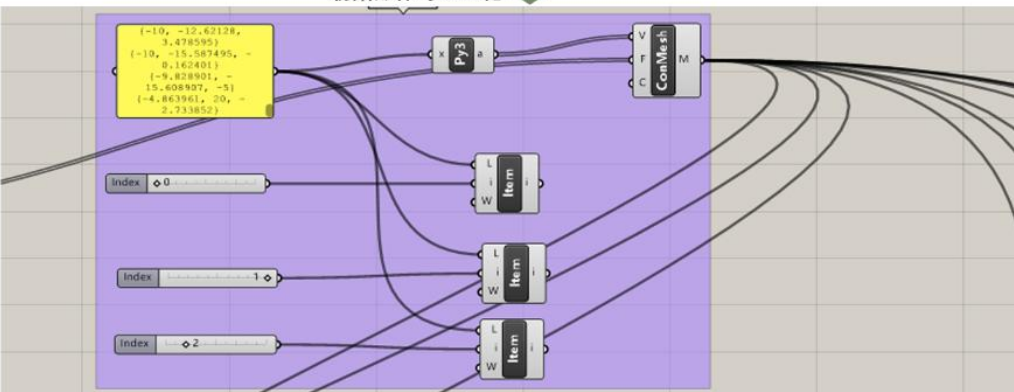 {-10, -12.62128,
3.478595}
{-10, -15.587495, -
0.162401}
{-9.828901, -
15.608907, -5}
{-4.863961, 20, -
2.733852}
x Py3 a
V
F
C
ConMesh
M
Index 0
L
i
W
Item
i
Index 1
L
i
W
Item
i
Index 2
L
i
W
Item
i